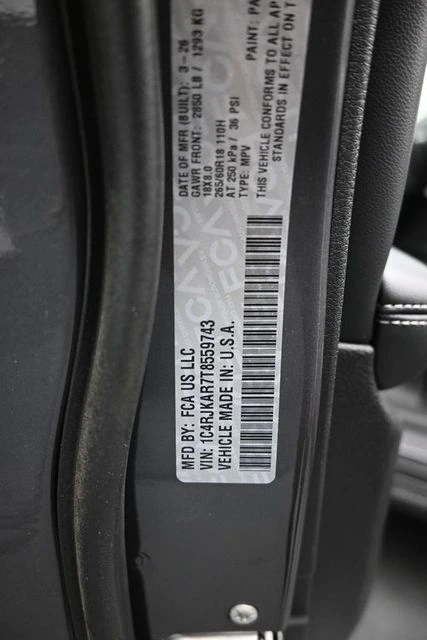 MFD BY: FCA US LLC
VIN: 1C4RJKAR7T8559743
VEHICLE MADE IN: U.S.A.
DATE OF MFR (BUILT): 3-26
GAWR FRONT: 2850 LB / 1293 KG
18X8.0
265/60R18 110H
AT 250 kPa / 36 PSI
TYPE: MPV
PAINT: PA
THIS VEHICLE CONFORMS TO ALL AP
STANDARDS IN EFFECT ON T